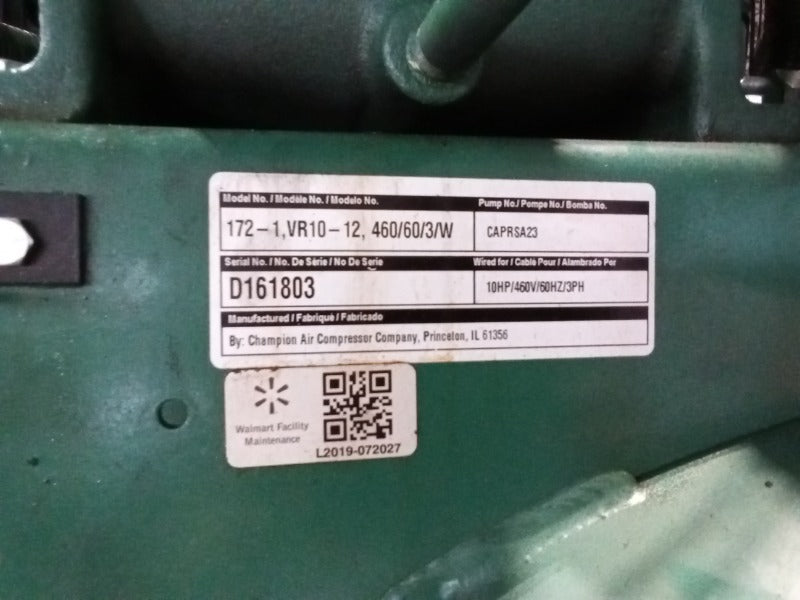 Model No. / Modèle No. / Modelo No.
Pump No./ Pompe No./ Bomba No.
172-1,VR10-12, 460/60/3/W
CAPRSA23
Serial No. / No. De Série / No De Serie
Wired for / Cable Pour / Alambrado Por
D161803
10HP/460V/60HZ/3PH
Manufactured / Fabriqué / Fabricado
By: Champion Air Compressor Company, Princeton, IL 61356
Walmart Facility
Maintenance
L2019-072027